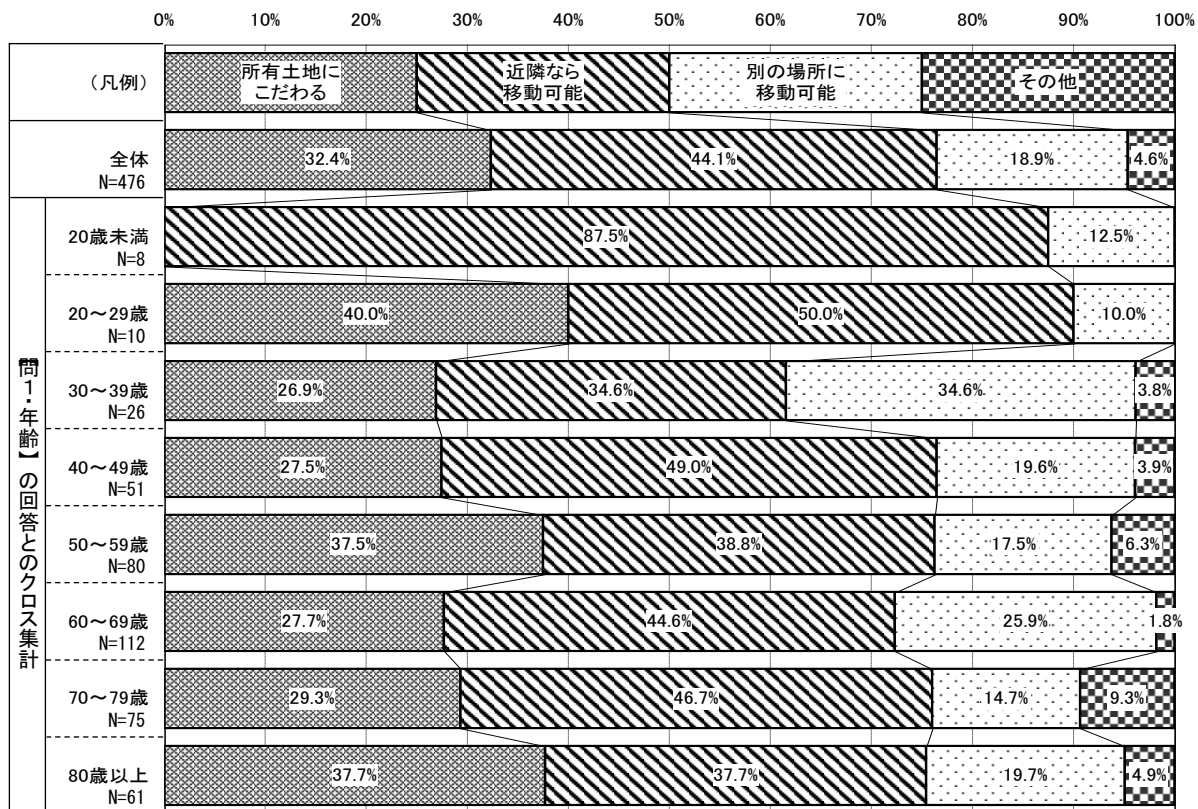 0% 10% 20% 30% 40% 50% 60% 70% 80% 90% 100%
(凡例)
所有土地に
こだわる
近隣なら
移動可能
別の場所に
移動可能
その他
全体
N=476
32.4% 44.1% 18.9% 4.6%
【問1・年齢】の回答とのクロス集計
20歳未満
N=8
87.5% 12.5%
20~29歳
N=10
40.0% 50.0% 10.0%
30~39歳
N=26
26.9% 34.6% 34.6% 3.8%
40~49歳
N=51
27.5% 49.0% 19.6% 3.9%
50~59歳
N=80
37.5% 38.8% 17.5% 6.3%
60~69歳
N=112
27.7% 44.6% 25.9% 1.8%
70~79歳
N=75
29.3% 46.7% 14.7% 9.3%
80歳以上
N=61
37.7% 37.7% 19.7% 4.9%